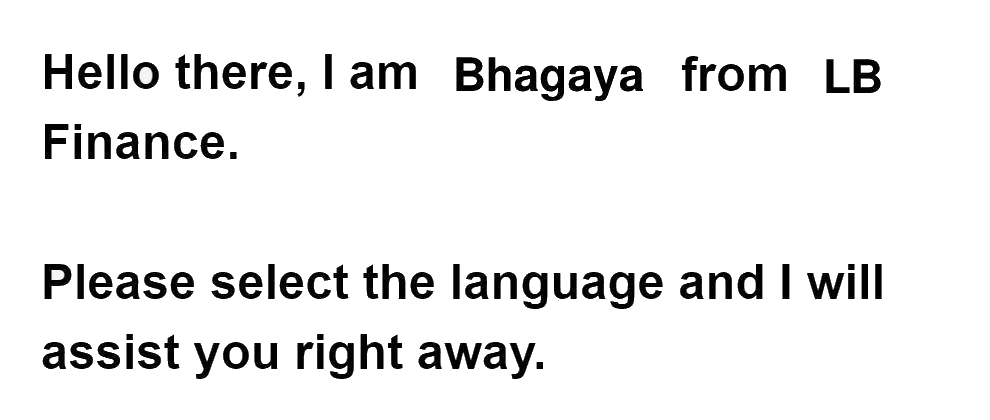 Hello there, I am Bhagaya from LB
Finance.
Please select the language and I will
assist you right away.